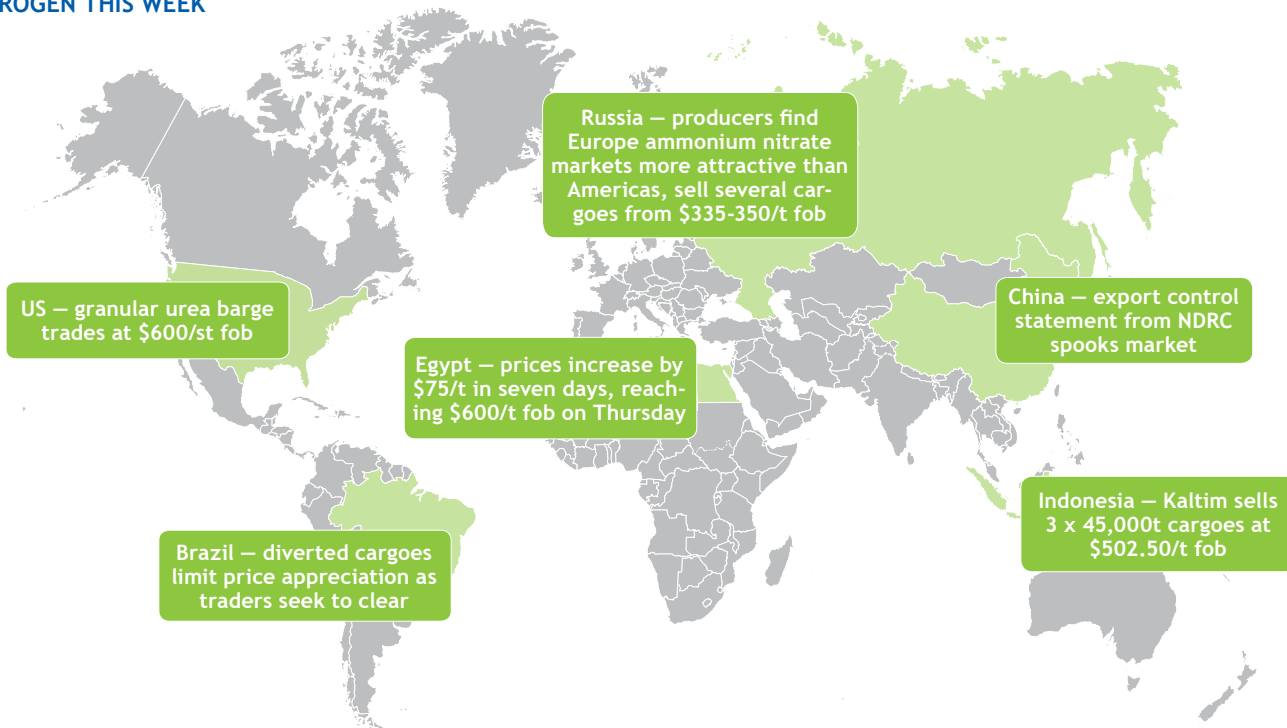 ROGEN THIS WEEK
Russia — producers find
Europe ammonium nitrate
markets more attractive than
Americas, sell several car-
goes from $335-350/t fob
US — granular urea barge
trades at $600/st fob
China — export control
statement from NDRC
spooks market
Egypt — prices increase by
$75/t in seven days, reach-
ing $600/t fob on Thursday
Indonesia — Kaltim sells
3 x 45,000t cargoes at
$502.50/t fob
Brazil — diverted cargoes
limit price appreciation as
traders seek to clear